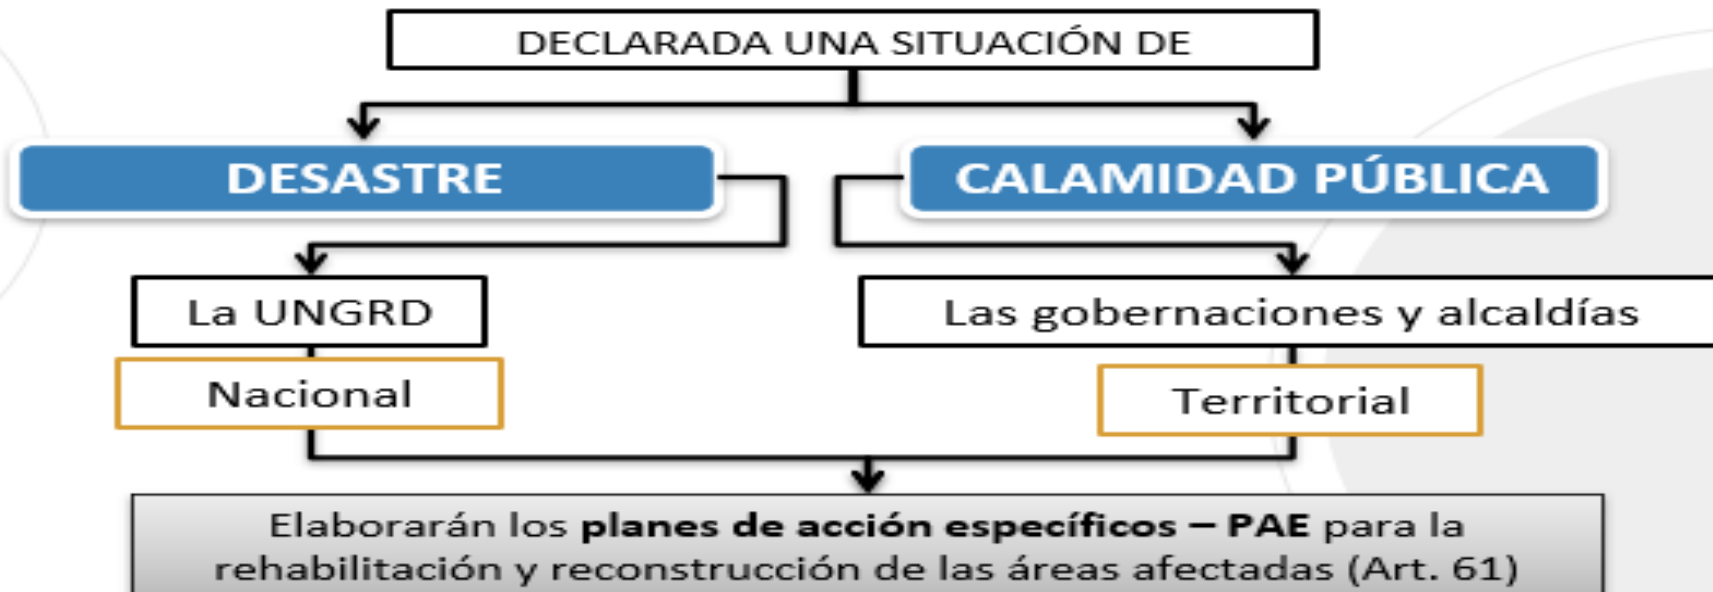 DECLARADA UNA SITUACIÓN DE
DESASTRE
CALAMIDAD PÚBLICA
La UNGRD
Las gobernaciones y alcaldías
Nacional
Territorial
Elaborarán los planes de acción específicos – PAE para la
rehabilitación y reconstrucción de las áreas afectadas (Art. 61)